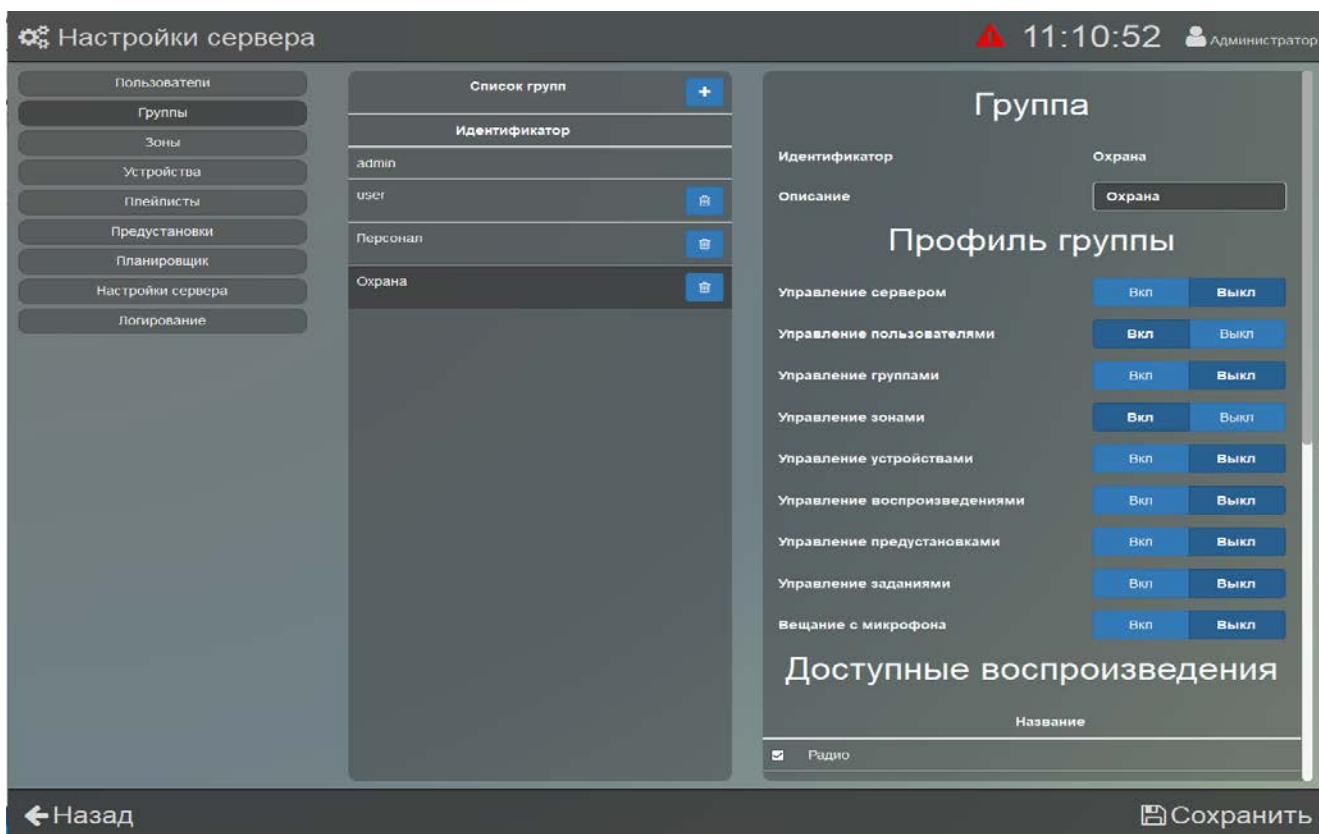 Настройки сервера
11:10:52 Администратор
Пользователи
Группы
Зоны
Устройства
Плейлисты
Предустановки
Планировщик
Настройки сервера
Логирование
Список групп
Идентификатор
admin
user
Персонал
Охрана
Группа
Идентификатор Охрана
Описание Охрана
Профиль группы
Управление сервером Вкл Выкл
Управление пользователями Вкл Выкл
Управление группами Вкл Выкл
Управление зонами Вкл Выкл
Управление устройствами Вкл Выкл
Управление воспроизведениями Вкл Выкл
Управление предустановками Вкл Выкл
Управление заданиями Вкл Выкл
Вещание с микрофона Вкл Выкл
Доступные воспроизведения
Название
Радио
Назад
Сохранить